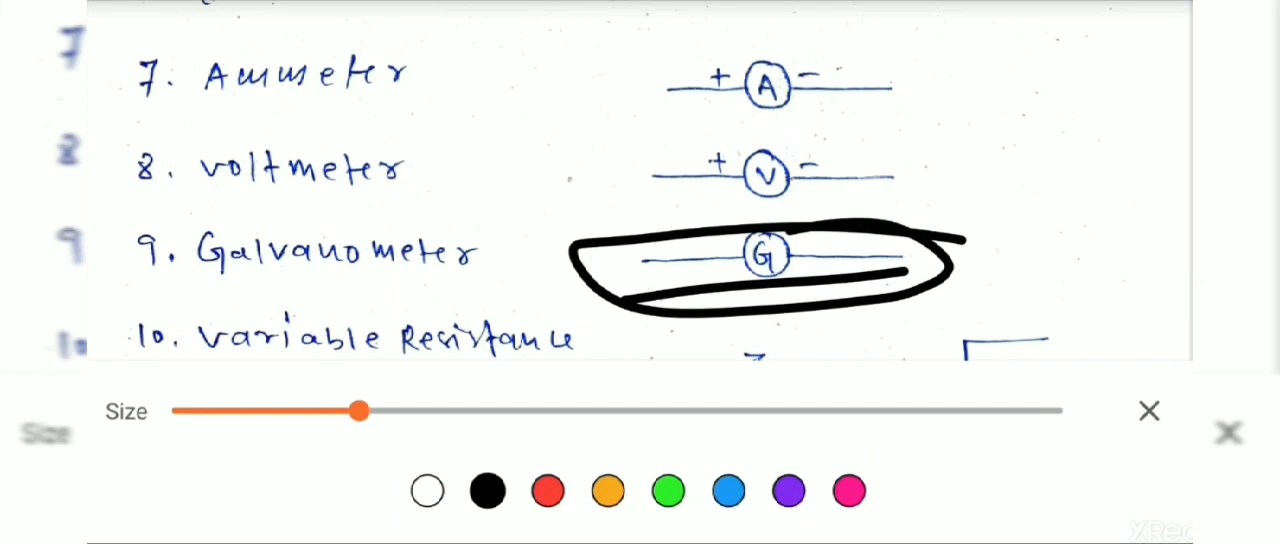 7. Ammeter + A -
8. voltmeter + V -
9. Galvanometer G
10. Variable Resistance
Size